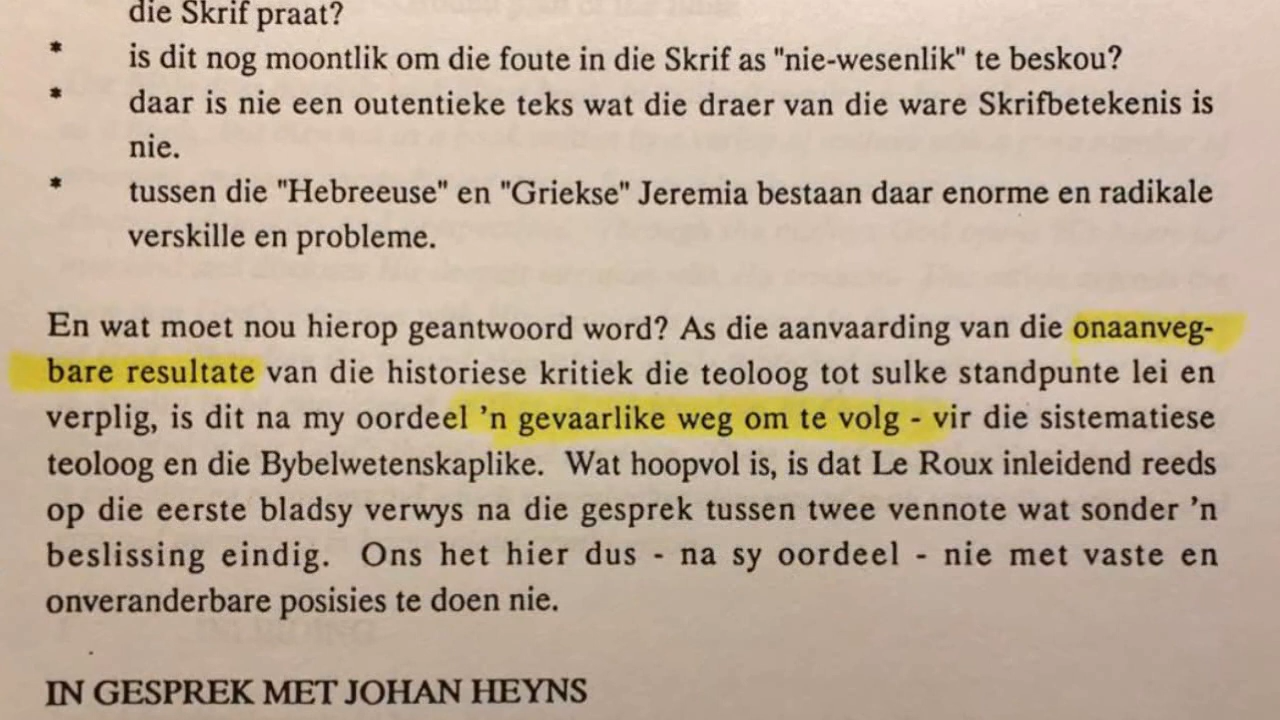 die Skrif praat?
* is dit nog moontlik om die foute in die Skrif as "nie-wesenlik" te beskou?
* daar is nie een outentieke teks wat die draer van die ware Skrifbetekenis is
nie.
* tussen die "Hebreeuse" en "Griekse" Jeremia bestaan daar enorme en radikale
verskille en probleme.
En wat moet nou hierop geantwoord word? As die aanvaarding van die onaanveg-
bare resultate van die historiese kritiek die teoloog tot sulke standpunte lei en
verplig, is dit na my oordeel 'n gevaarlike weg om te volg - vir die sistematiese
teoloog en die Bybelwetenskaplike. Wat hoopvol is, is dat Le Roux inleidend reeds
op die eerste bladsy verwys na die gesprek tussen twee vennote wat sonder 'n
beslissing eindig. Ons het hier dus - na sy oordeel - nie met vaste en
onveranderbare posisies te doen nie.
IN GESPREK MET JOHAN HEYNS